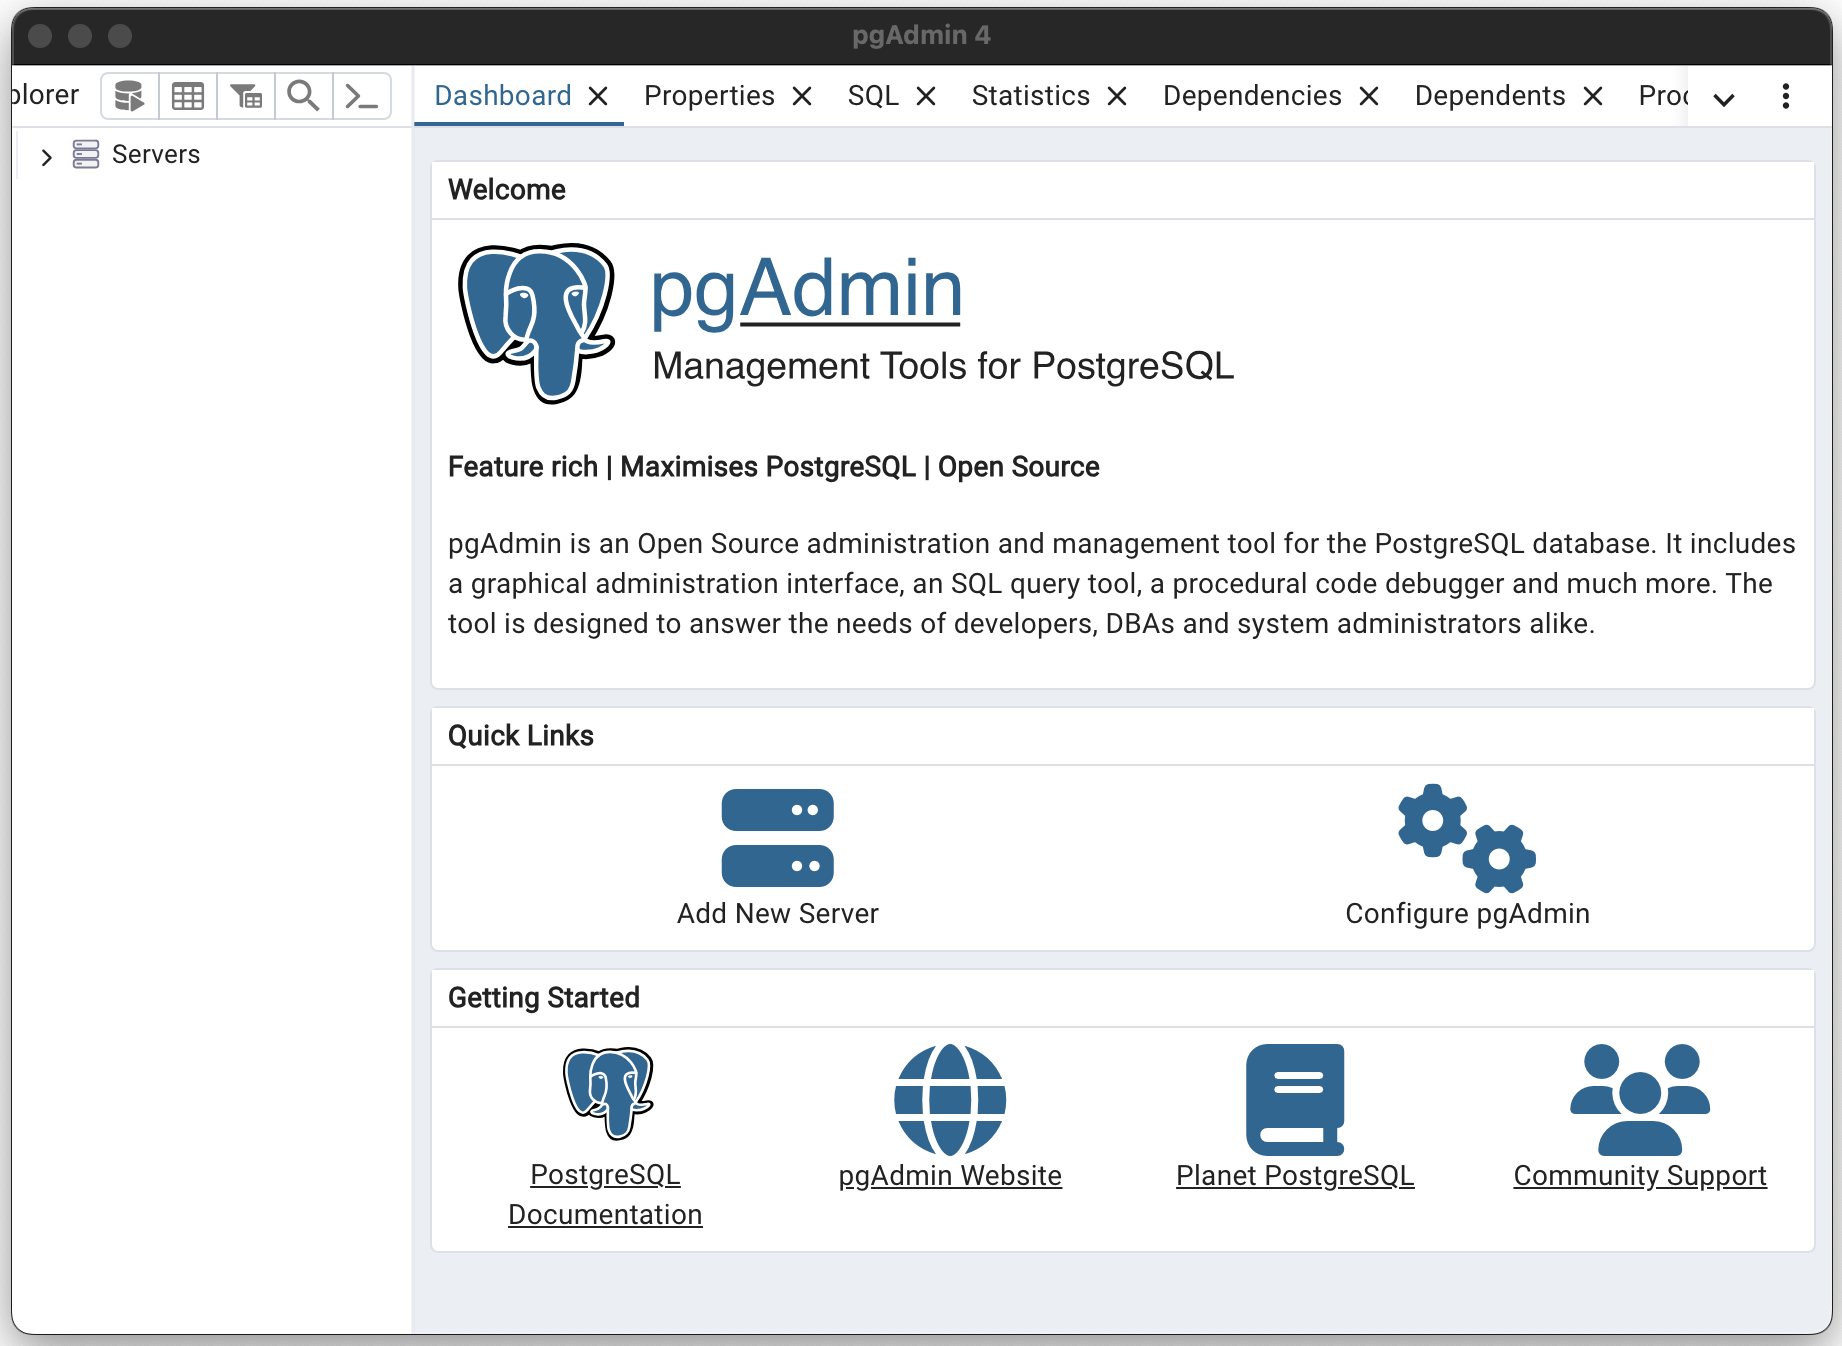 pgAdmin 4
plorer
Dashboard
Properties
SQL
Statistics
Dependencies
Dependents
Proc
Servers
Welcome
pgAdmin
Management Tools for PostgreSQL
Feature rich | Maximises PostgreSQL | Open Source
pgAdmin is an Open Source administration and management tool for the PostgreSQL database. It includes
a graphical administration interface, an SQL query tool, a procedural code debugger and much more. The
tool is designed to answer the needs of developers, DBAs and system administrators alike.
Quick Links
Add New Server
Configure pgAdmin
Getting Started
PostgreSQL
Documentation
pgAdmin Website
Planet PostgreSQL
Community Support